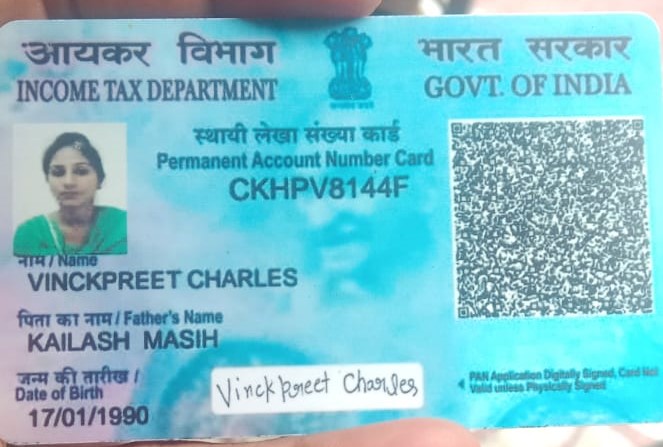 आयकर विभाग
INCOME TAX DEPARTMENT
भारत सरकार
GOVT. OF INDIA
स्थायी लेखा संख्या कार्ड
Permanent Account Number Card
CKHPV8144F
नाम / Name
VINCKPREET CHARLES
पिता का नाम / Father's Name
KAILASH MASIH
जन्म की तारीख /
Date of Birth
17/01/1990
Vinckpreet Charles
PAN Application Digitally Signed, Card Not
Valid unless Physically Signed